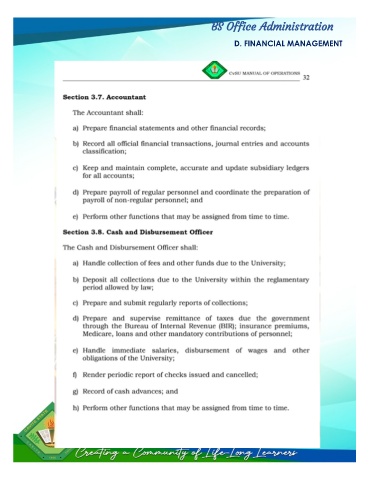 BS Office Administration
D. FINANCIAL MANAGEMENT
CvSU MANUAL OF OPERATIONS 32
Section 3.7. Accountant
The Accountant shall:
a) Prepare financial statements and other financial records;
b) Record all official financial transactions, journal entries and accounts
classification;
c) Keep and maintain complete, accurate and update subsidiary ledgers
for all accounts;
d) Prepare payroll of regular personnel and coordinate the preparation of
payroll of non-regular personnel; and
e) Perform other functions that may be assigned from time to time.
Section 3.8. Cash and Disbursement Officer
The Cash and Disbursement Officer shall:
a) Handle collection of fees and other funds due to the University;
b) Deposit all collections due to the University within the reglamentary
period allowed by law;
c) Prepare and submit regularly reports of collections;
d) Prepare and supervise remittance of taxes due the government
through the Bureau of Internal Revenue (BIR); insurance premiums,
Medicare, loans and other mandatory contributions of personnel;
e) Handle immediate salaries, disbursement of wages and other
obligations of the University;
f) Render periodic report of checks issued and cancelled;
g) Record of cash advances; and
h) Perform other functions that may be assigned from time to time.
Creating a Community of Life-Long Learners